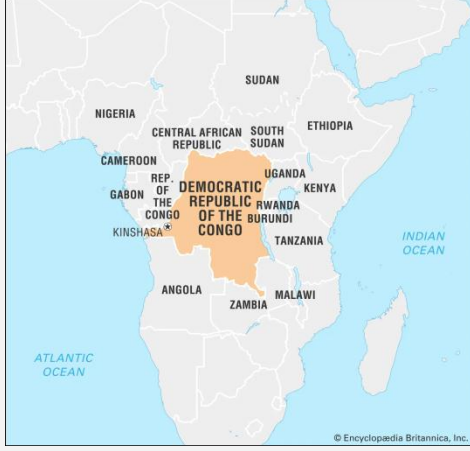 SUDAN
NIGERIA
ETHIOPIA
CENTRAL AFRICAN
REPUBLIC
SOUTH
SUDAN
CAMEROON
UGANDA
KENYA
GABON
REP.
OF
THE
CONGO
DEMOCRATIC
REPUBLIC
OF THE
CONGO
RWANDA
BURUNDI
KINSHASA
TANZANIA
INDIAN
OCEAN
ANGOLA
MALAWI
ZAMBIA
ATLANTIC
OCEAN
© Encyclopædia Britannica, Inc.